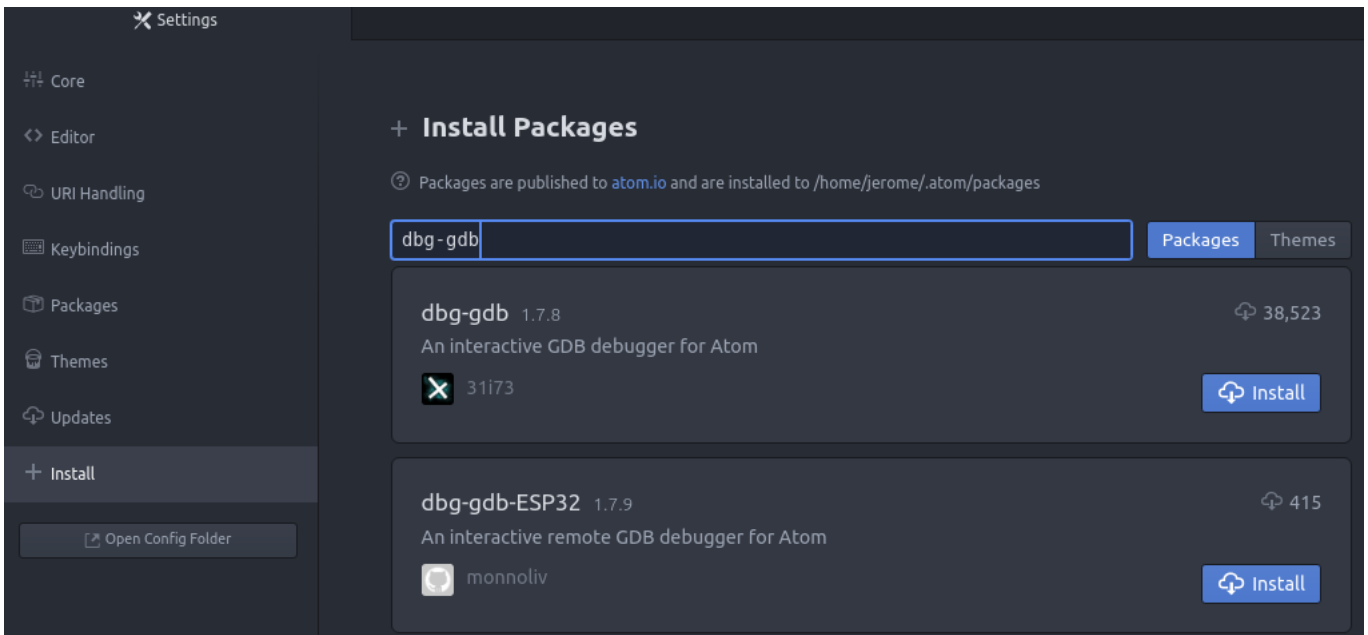 Settings
Core
Editor
URI Handling
Keybindings
Packages
Themes
Updates
Install
Open Config Folder
Install Packages
Packages are published to atom.io and are installed to /home/jerome/.atom/packages
dbg-gdb
Packages Themes
dbg-gdb 1.7.8
38,523
An interactive GDB debugger for Atom
31i73
Install
dbg-gdb-ESP32 1.7.9
415
An interactive remote GDB debugger for Atom
monnoliv
Install